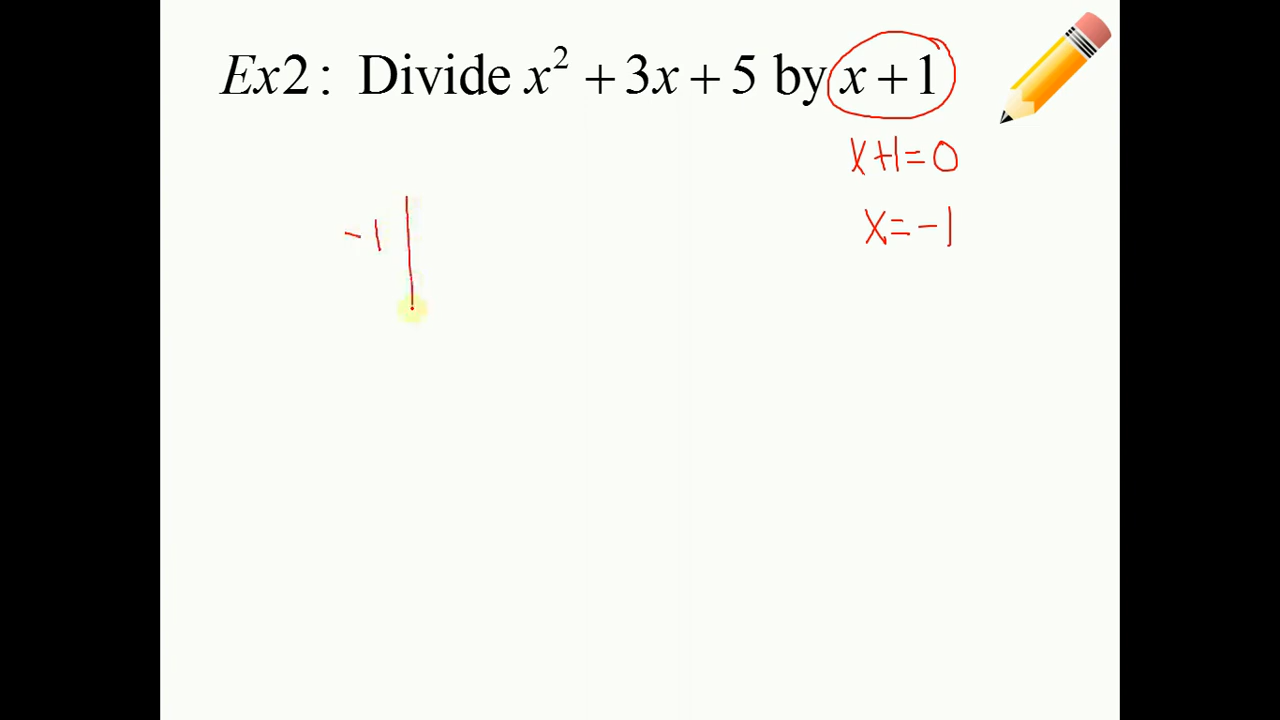 Ex2: Divide x² + 3x + 5 by x + 1
x+1=0
x=-1
-1